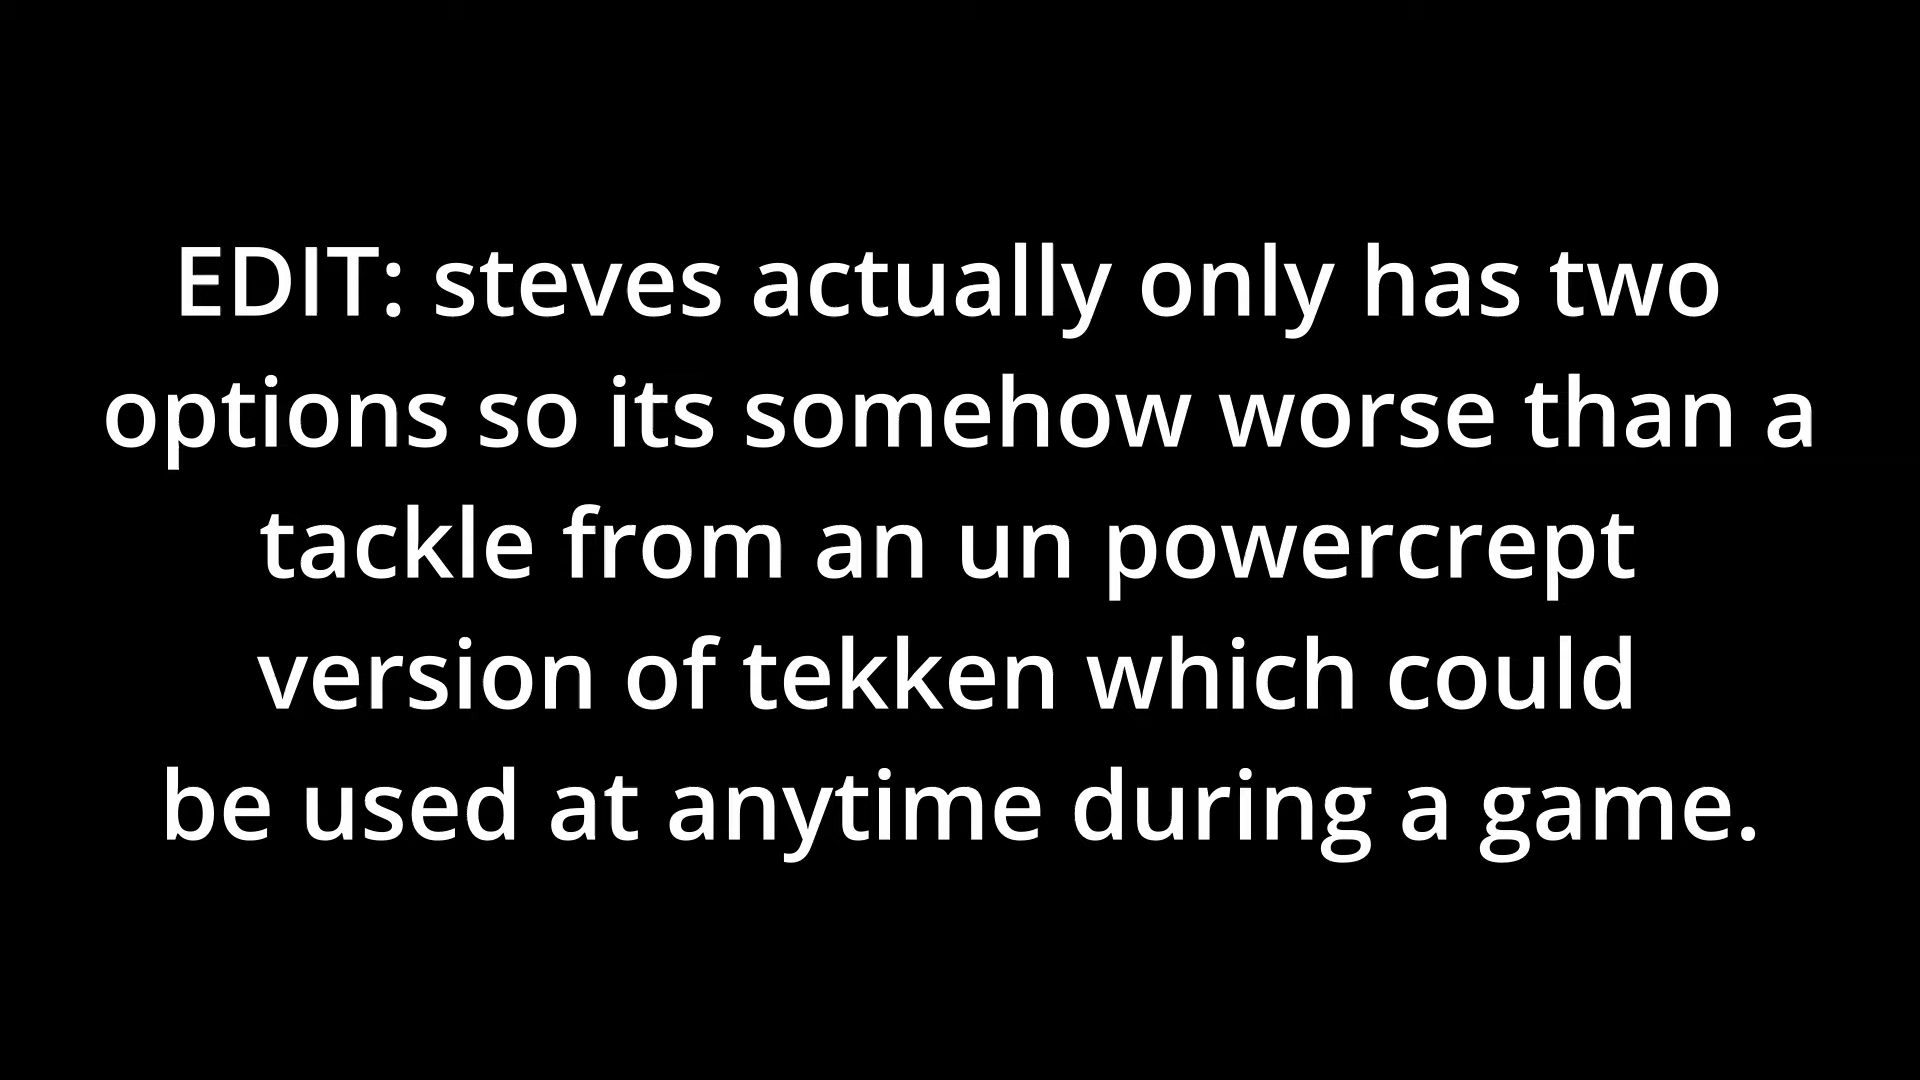 EDIT: steves actually only has two
options so its somehow worse than a
tackle from an un powercrept
version of tekken which could
be used at anytime during a game.